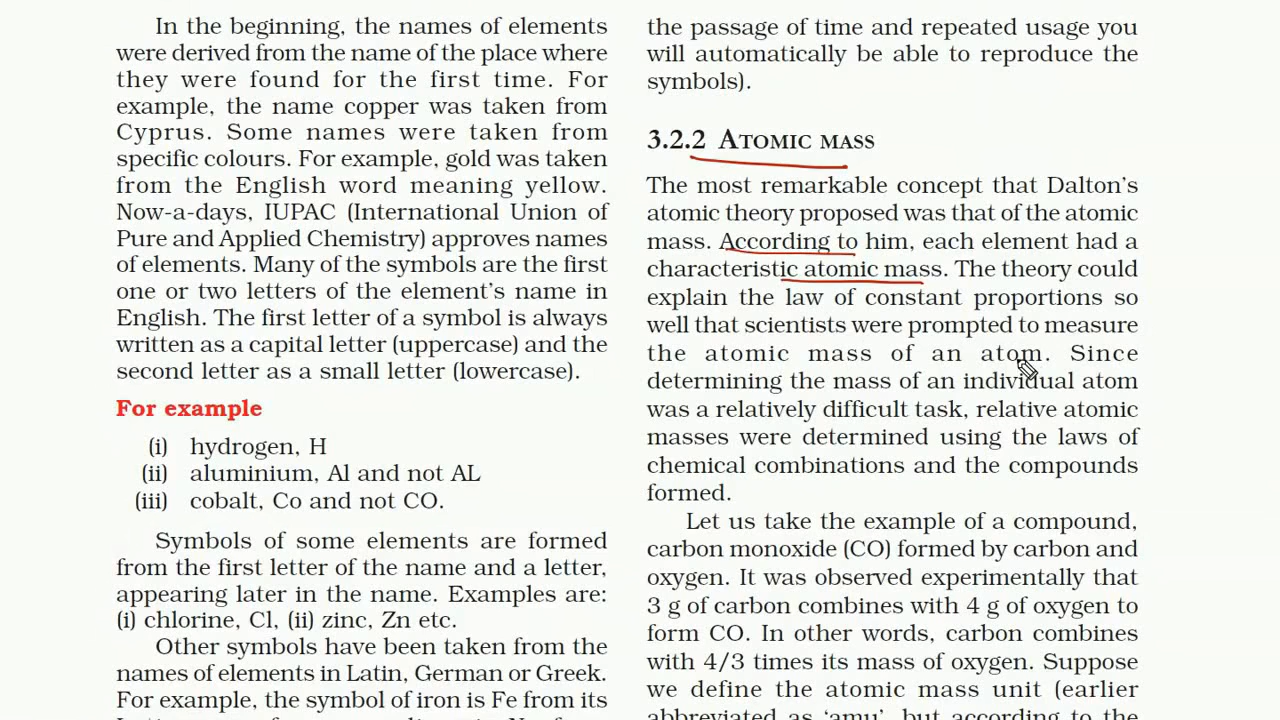 In the beginning, the names of elements
were derived from the name of the place where
they were found for the first time. For
example, the name copper was taken from
Cyprus. Some names were taken from
specific colours. For example, gold was taken
from the English word meaning yellow.
Now-a-days, IUPAC (International Union of
Pure and Applied Chemistry) approves names
of elements. Many of the symbols are the first
one or two letters of the element's name in
English. The first letter of a symbol is always
written as a capital letter (uppercase) and the
second letter as a small letter (lowercase).
For example
(i) hydrogen, H
(ii) aluminium, Al and not AL
(iii) cobalt, Co and not CO.
Symbols of some elements are formed
from the first letter of the name and a letter,
appearing later in the name. Examples are:
(i) chlorine, Cl, (ii) zinc, Zn etc.
Other symbols have been taken from the
names of elements in Latin, German or Greek.
For example, the symbol of iron is Fe from its
the passage of time and repeated usage you
will automatically be able to reproduce the
symbols).
3.2.2 ATOMIC MASS
The most remarkable concept that Dalton's
atomic theory proposed was that of the atomic
mass. According to him, each element had a
characteristic atomic mass. The theory could
explain the law of constant proportions so
well that scientists were prompted to measure
the atomic mass of an atom. Since
determining the mass of an individual atom
was a relatively difficult task, relative atomic
masses were determined using the laws of
chemical combinations and the compounds
formed.
Let us take the example of a compound,
carbon monoxide (CO) formed by carbon and
oxygen. It was observed experimentally that
3 g of carbon combines with 4 g of oxygen to
form CO. In other words, carbon combines
with 4/3 times its mass of oxygen. Suppose
we define the atomic mass unit (earlier
abbreviated as 'amu', but according to the